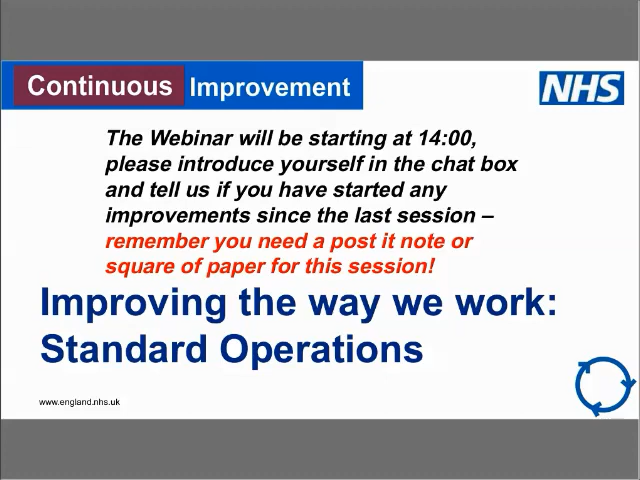 Continuous Improvement
NHS
The Webinar will be starting at 14:00,
please introduce yourself in the chat box
and tell us if you have started any
improvements since the last session –
remember you need a post it note or
square of paper for this session!
Improving the way we work:
Standard Operations
www.england.nhs.uk